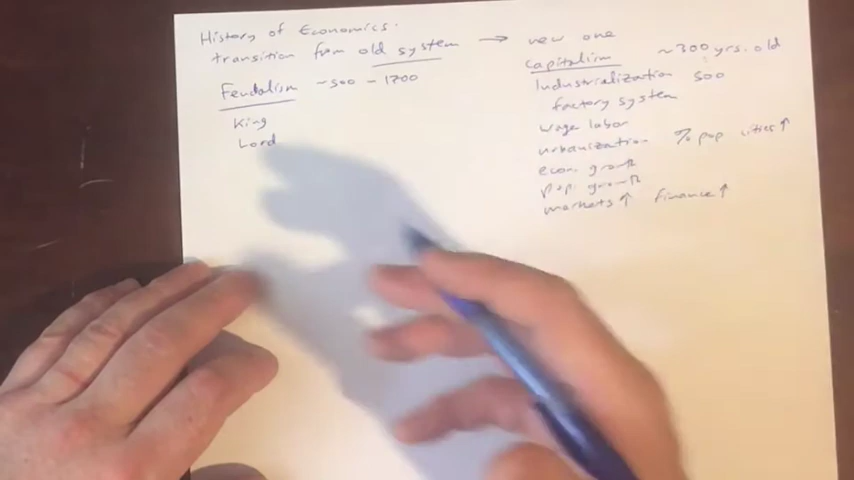 History of Economics.
transition from old system → new one
Feudalism ~500 - 1700
King
Lord
Capitalism ~300 yrs. old
Industrialization 500
factory system
wage labor
urbanization % pop cities ↑
econ. growth
pop. growth
markets ↑ finance ↑